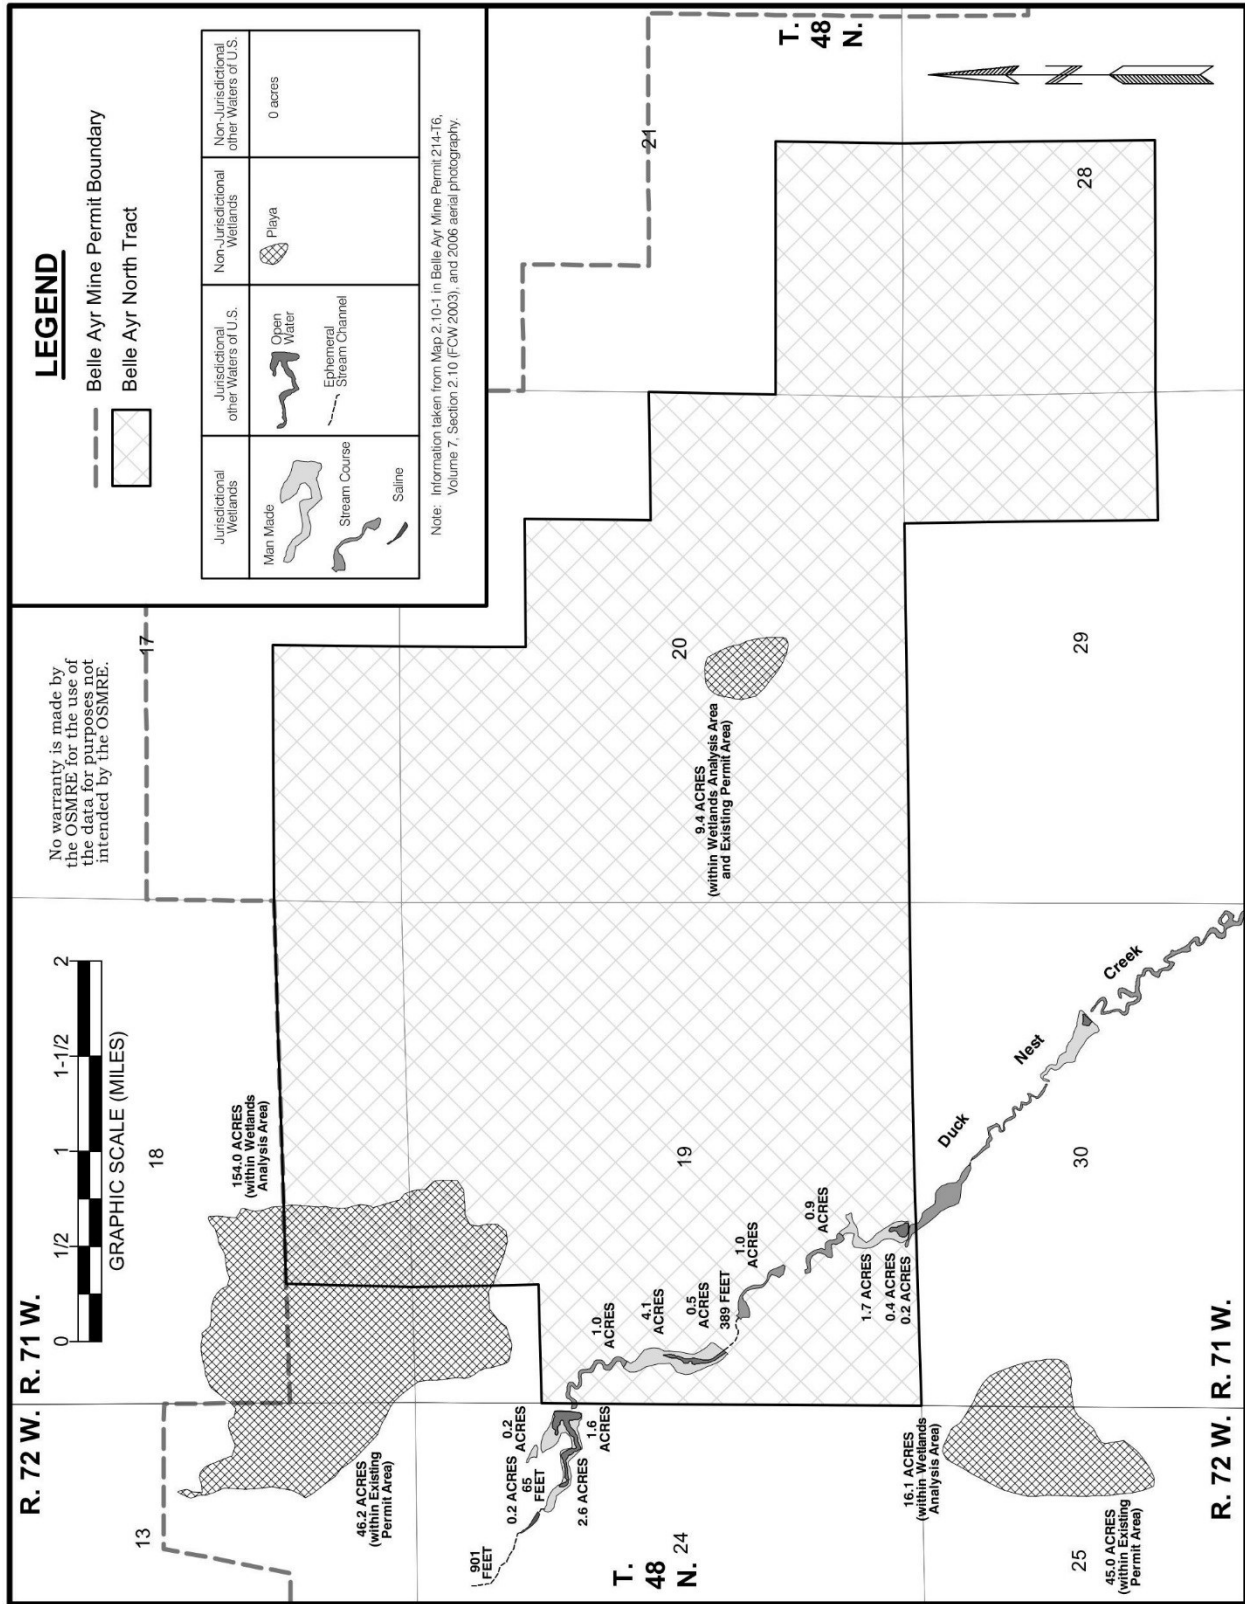 R. 72 W.
R. 71 W.
0
1/2
1
1-1/2
2
GRAPHIC SCALE (MILES)
No warranty is made by
the OSMRE for the use of
the data for purposes not
intended by the OSMRE.
LEGEND
Belle Ayr Mine Permit Boundary
Belle Ayr North Tract
Jurisdictional
Wetlands
Jurisdictional
other Waters of U.S.
Non-Jurisdictional
Wetlands
Non-Jurisdictional
other Waters of U.S.
Man Made
Stream Course
Saline
Open
Water
Ephemeral
Stream Channel
Playa
0 acres
Note: Information taken from Map 2.10-1 in Belle Ayr Mine Permit 214-T6,
Volume 7, Section 2.10 (FCW 2003), and 2006 aerial photography.
13
18
17
154.0 ACRES
(within Wetlands
Analysis Area)
46.2 ACRES
(within Existing
Permit Area)
901
FEET
0.2 ACRES
65
FEET
0.2
ACRES
2.6 ACRES
1.6
ACRES
1.0
ACRES
4.1
ACRES
0.5
ACRES
389 FEET
1.0
ACRES
0.9
ACRES
1.7 ACRES
0.4 ACRES
0.2 ACRES
T.
48
N.
24
19
20
21
9.4 ACRES
(within Wetlands Analysis Area
and Existing Permit Area)
T.
48
N.
N
16.1 ACRES
(within Wetlands
Analysis Area)
45.0 ACRES
(within Existing
Permit Area)
25
30
29
28
Duck
Nest
Creek
R. 72 W.
R. 71 W.